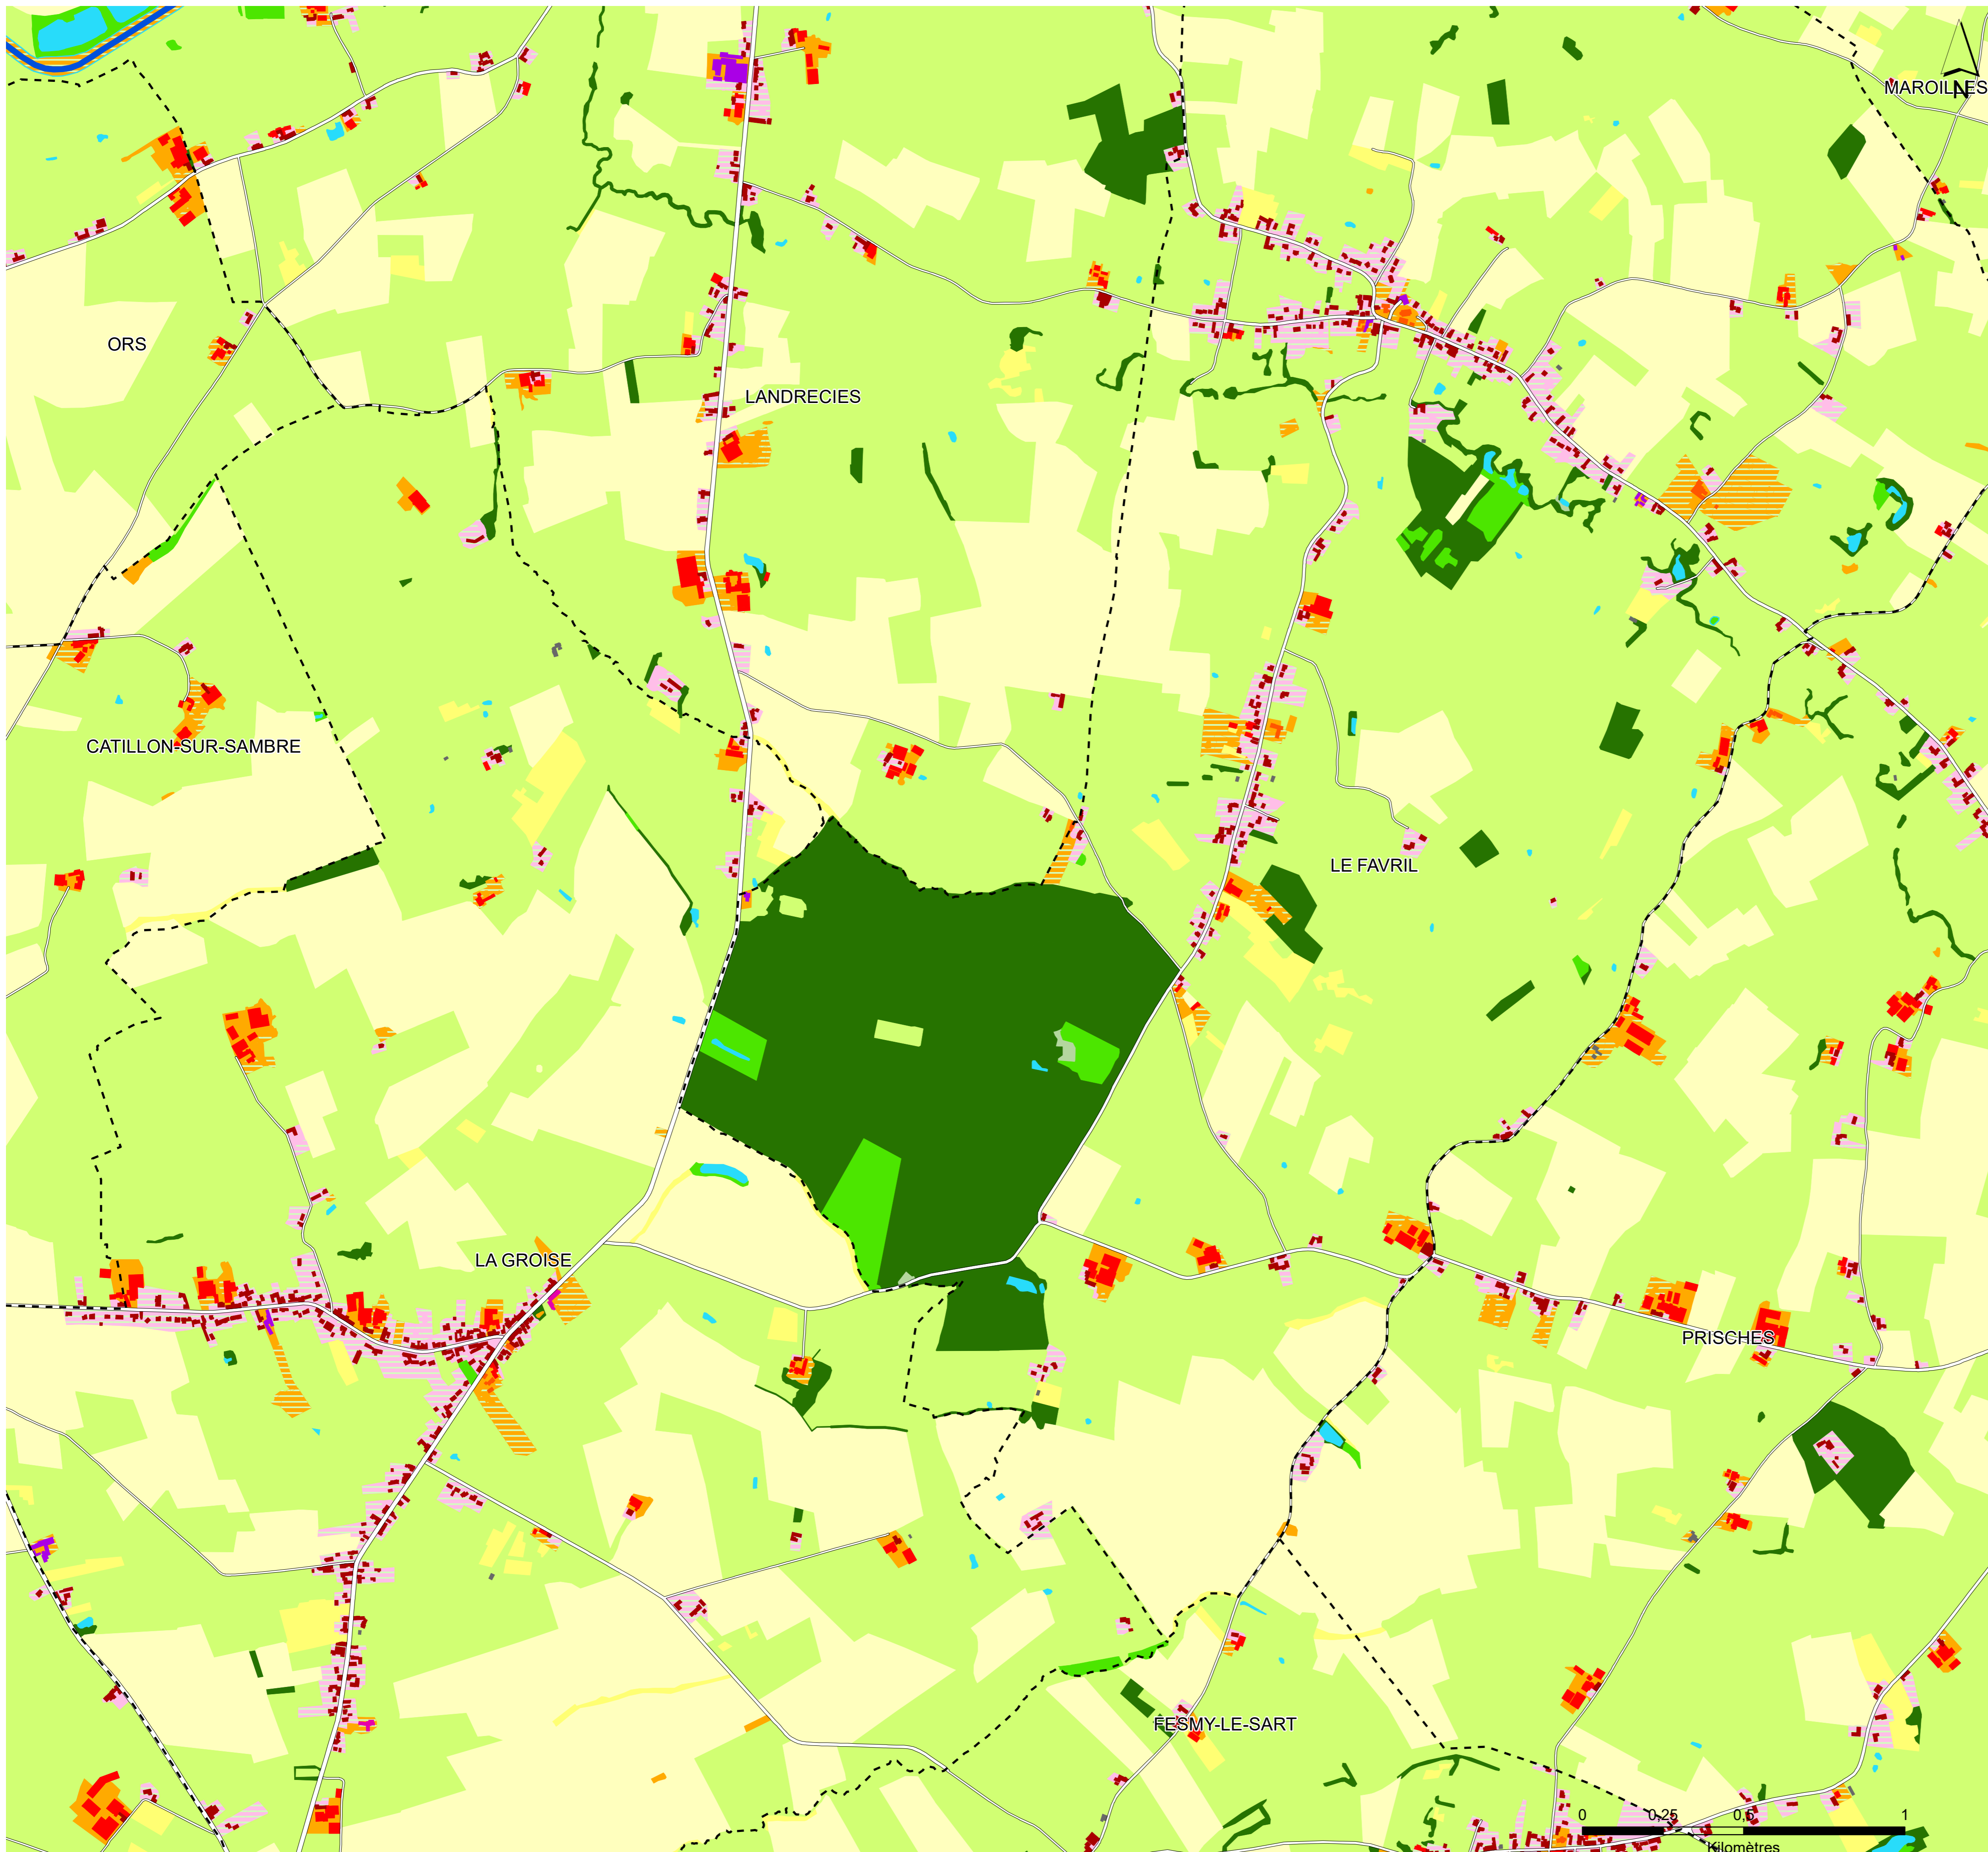 MAROILLES
N
ORS
LANDRECIES
CATILLON-SUR-SAMBRE
LE FAVRIL
LA GROISE
PRISCHES
FESMY-LE-SART
0 0,25 0,5 1
Kilomètres